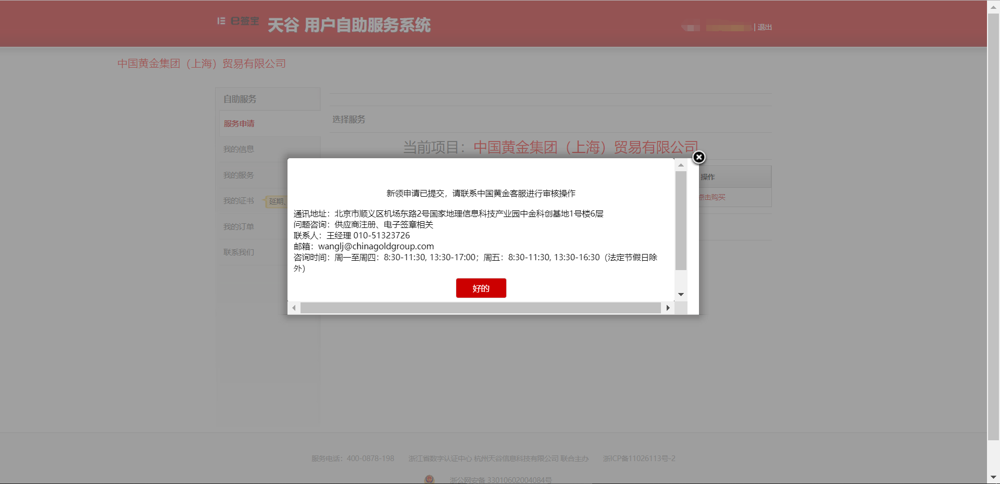 e签宝 天谷 用户自助服务系统
| 退出
中国黄金集团（上海）贸易有限公司
自助服务
服务申请
我的信息
我的服务
我的证书 延期、
我的订单
联系我们
选择服务
当前项目：中国黄金集团（上海）贸易有限公司
操作
点击购买
新领申请已提交，请联系中国黄金客服进行审核操作
通讯地址：北京市顺义区机场东路2号国家地理信息科技产业园中金科创基地1号楼6层
问题咨询：供应商注册、电子签章相关
联系人：王经理 010-51323726
邮箱：wanglj@chinagoldgroup.com
咨询时间：周一至周四：8:30-11:30, 13:30-17:00；周五：8:30-11:30, 13:30-16:30（法定节假日除
外）
好的
服务电话：400-0878-198 浙江省数字认证中心 杭州天谷信息科技有限公司 联合主办 浙ICP备11026113号-2
浙公网安备 33010602004084号